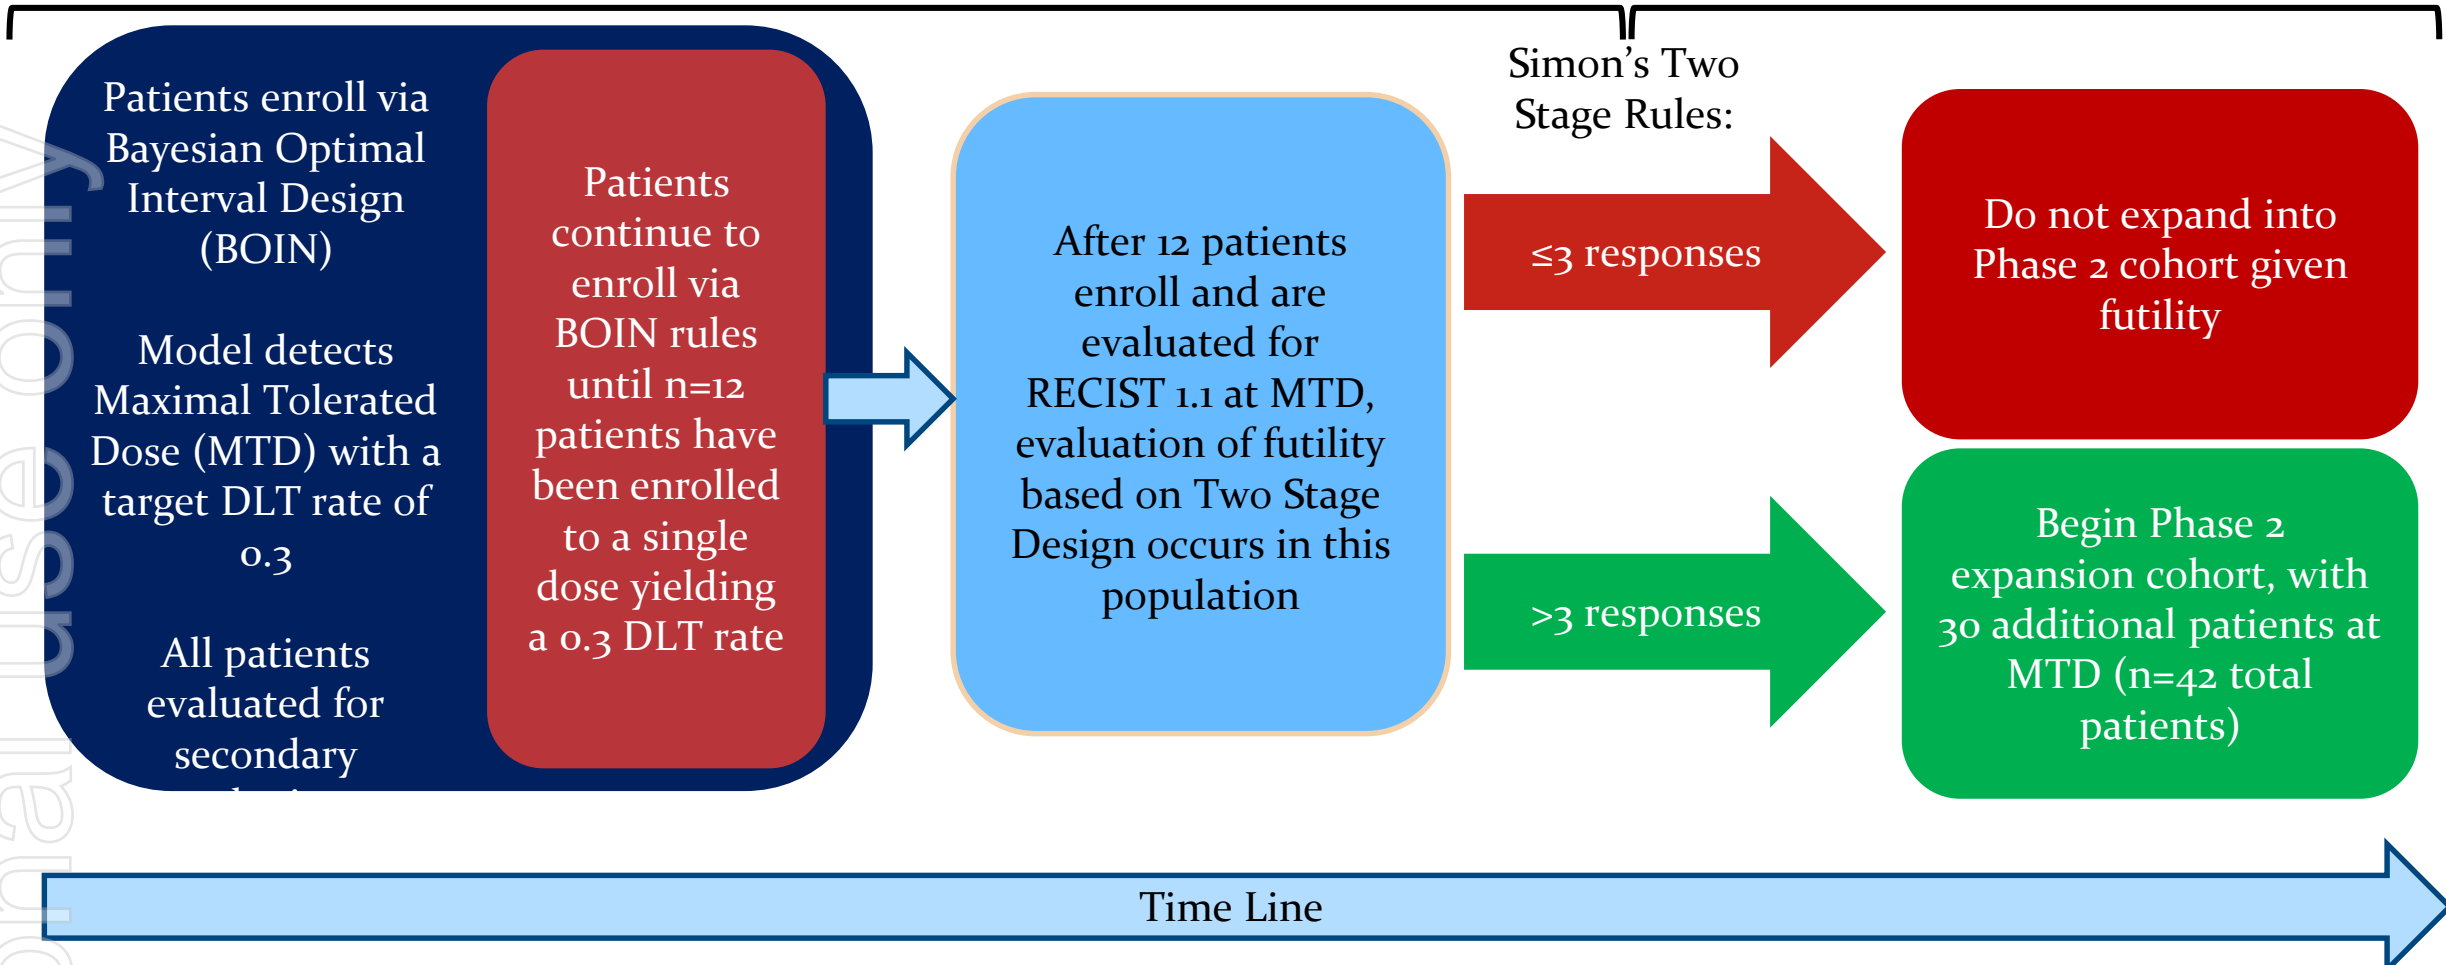 Patients enroll via
Bayesian Optimal
Interval Design
(BOIN)
Model detects
Maximal Tolerated
Dose (MTD) with a
target DLT rate of
0.3
All patients
evaluated for
secondary
Patients
continue to
enroll via
BOIN rules
until n=12
patients have
been enrolled
to a single
dose yielding
a 0.3 DLT rate
After 12 patients
enroll and are
evaluated for
RECIST 1.1 at MTD,
evaluation of futility
based on Two Stage
Design occurs in this
population
Simon’s Two
Stage Rules:
≤3 responses
>3 responses
Do not expand into
Phase 2 cohort given
futility
Begin Phase 2
expansion cohort, with
30 additional patients at
MTD (n=42 total
patients)
Time Line
use only